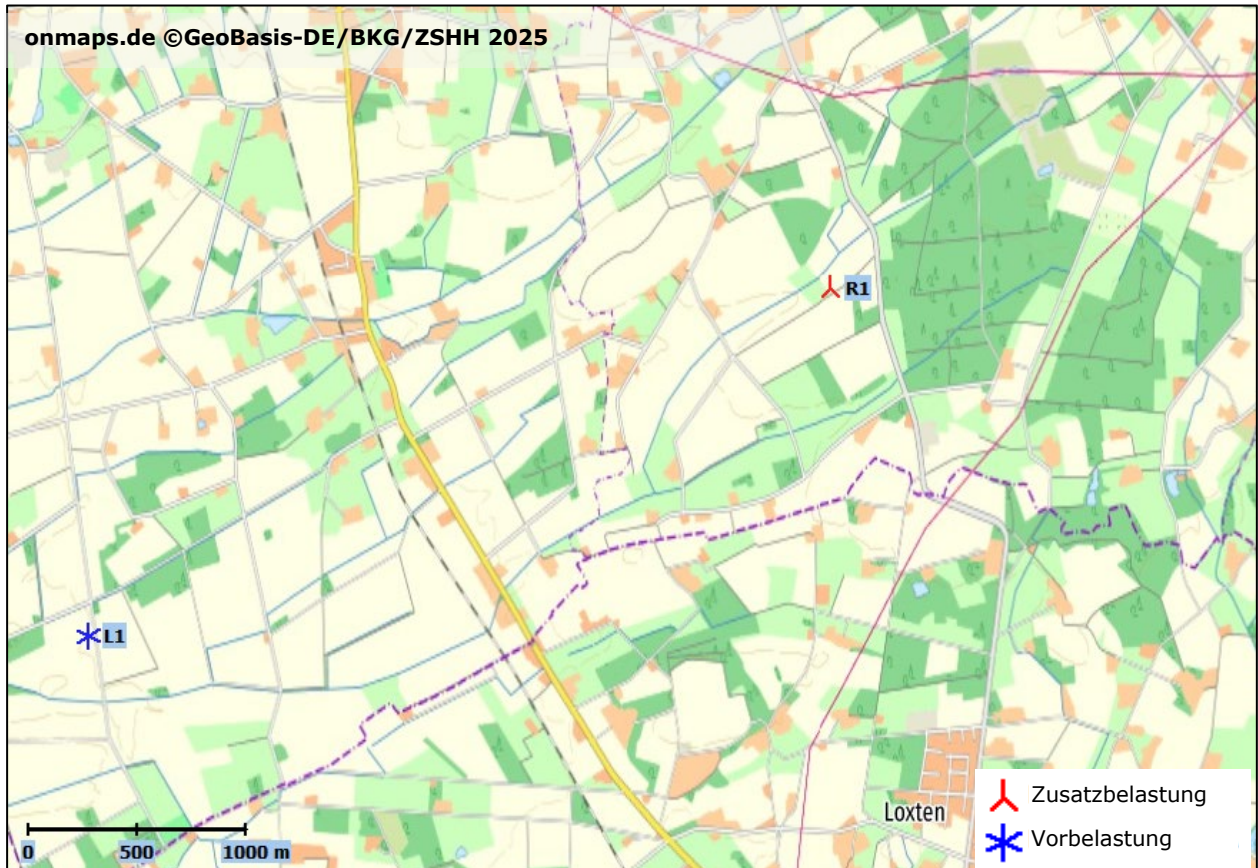 onmaps.de ©GeoBasis-DE/BKG/ZSHH 2025
R1
L1
Loxten
0 500 1000 m
Zusatzbelastung
Vorbelastung